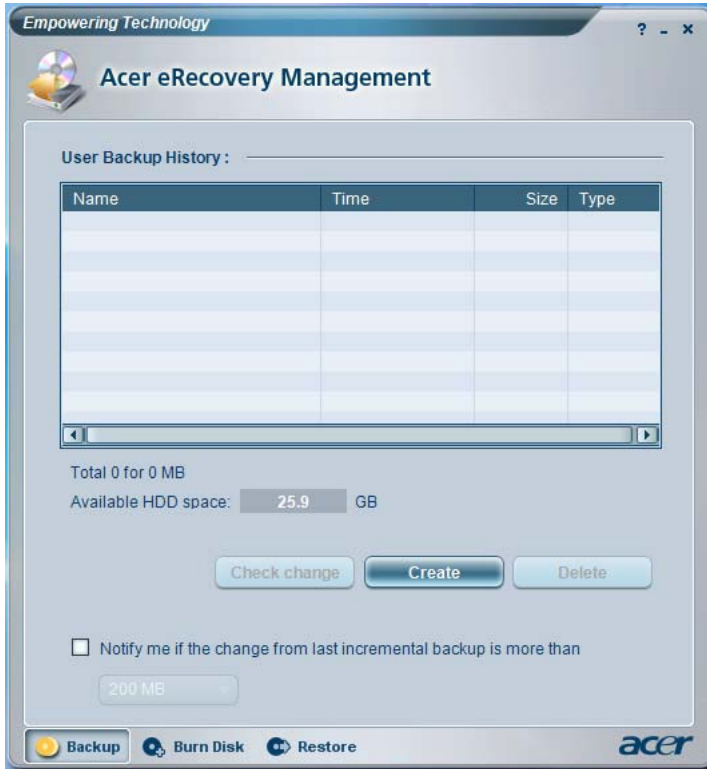 Empowering Technology
? - ×
Acer eRecovery Management
User Backup History :
Name Time Size Type
Total 0 for 0 MB
Available HDD space: 25.9 GB
Check change Create Delete
Notify me if the change from last incremental backup is more than
200 MB
Backup Burn Disk Restore acer